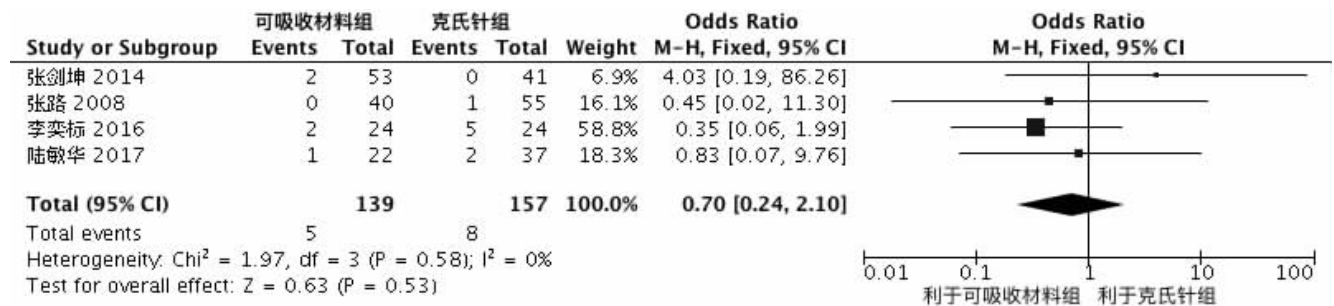 可吸收材料组 克氏针组 Odds Ratio Odds Ratio
Study or Subgroup Events Total Events Total Weight M-H, Fixed, 95% CI M-H, Fixed, 95% CI
张剑坤 2014 2 53 0 41 6.9% 4.03 [0.19, 86.26]
张路 2008 0 40 1 55 16.1% 0.45 [0.02, 11.30]
李奕标 2016 2 24 5 24 58.8% 0.35 [0.06, 1.99]
陆敏华 2017 1 22 2 37 18.3% 0.83 [0.07, 9.76]
Total (95% CI) 139 157 100.0% 0.70 [0.24, 2.10]
Total events 5 8
Heterogeneity: Chi² = 1.97, df = 3 (P = 0.58); I² = 0%
Test for overall effect: Z = 0.63 (P = 0.53)
0.01 0.1 1 10 100
利于可吸收材料组 利于克氏针组